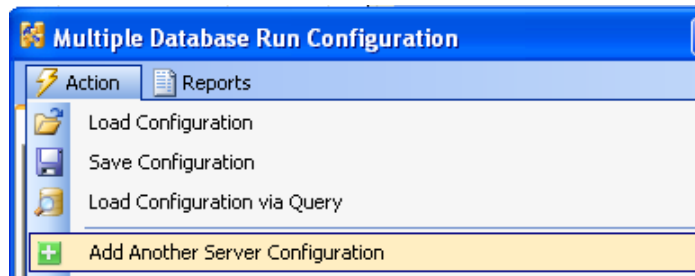 Multiple Database Run Configuration
Action Reports
Load Configuration
Save Configuration
Load Configuration via Query
Add Another Server Configuration